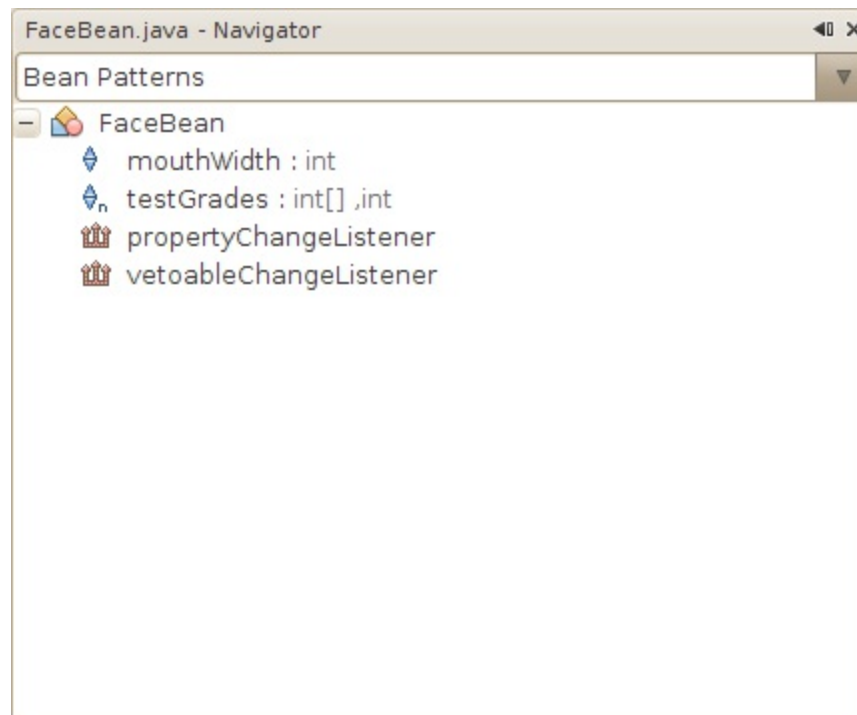 FaceBean.java - Navigator
Bean Patterns
FaceBean
mouthWidth : int
testGrades : int[] ,int
propertyChangeListener
vetoableChangeListener